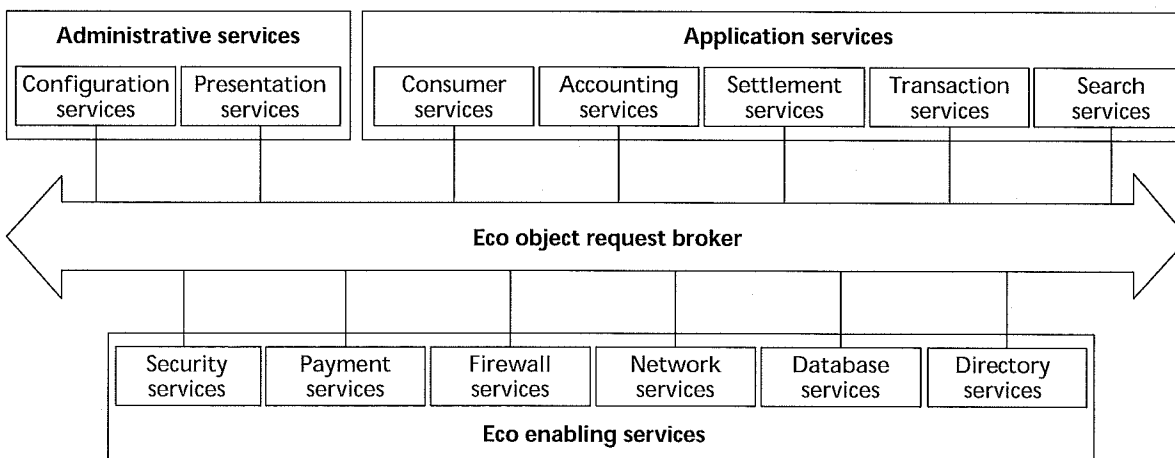 Administrative services
Application services
Configuration
services
Presentation
services
Consumer
services
Accounting
services
Settlement
services
Transaction
services
Search
services
Eco object request broker
Security
services
Payment
services
Firewall
services
Network
services
Database
services
Directory
services
Eco enabling services